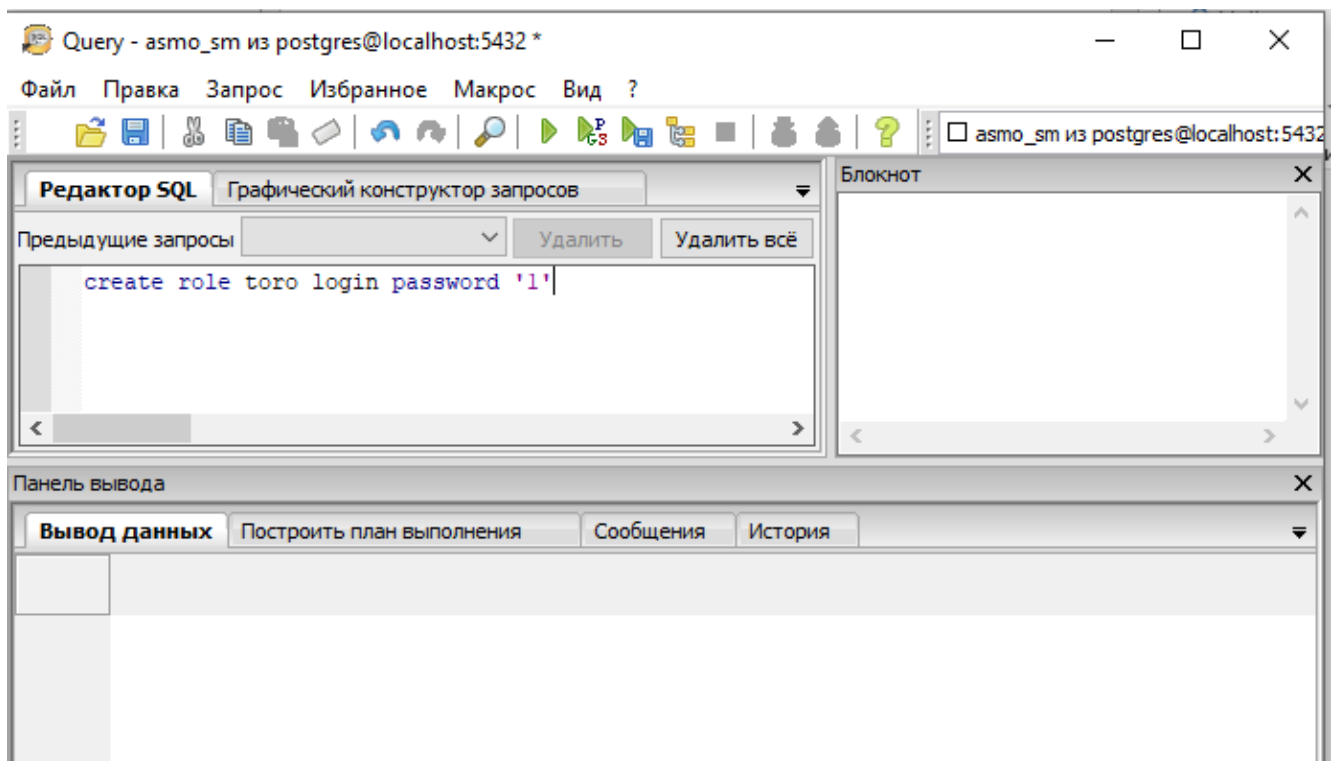 Query - asmo_sm из postgres@localhost:5432 *
Файл Правка Запрос Избранное Макрос Вид ?
asmo_sm из postgres@localhost:5432
Редактор SQL Графический конструктор запросов
Блокнот
Предыдущие запросы Удалить Удалить всё
create role toro login password '1'
Панель вывода
Вывод данных Построить план выполнения Сообщения История